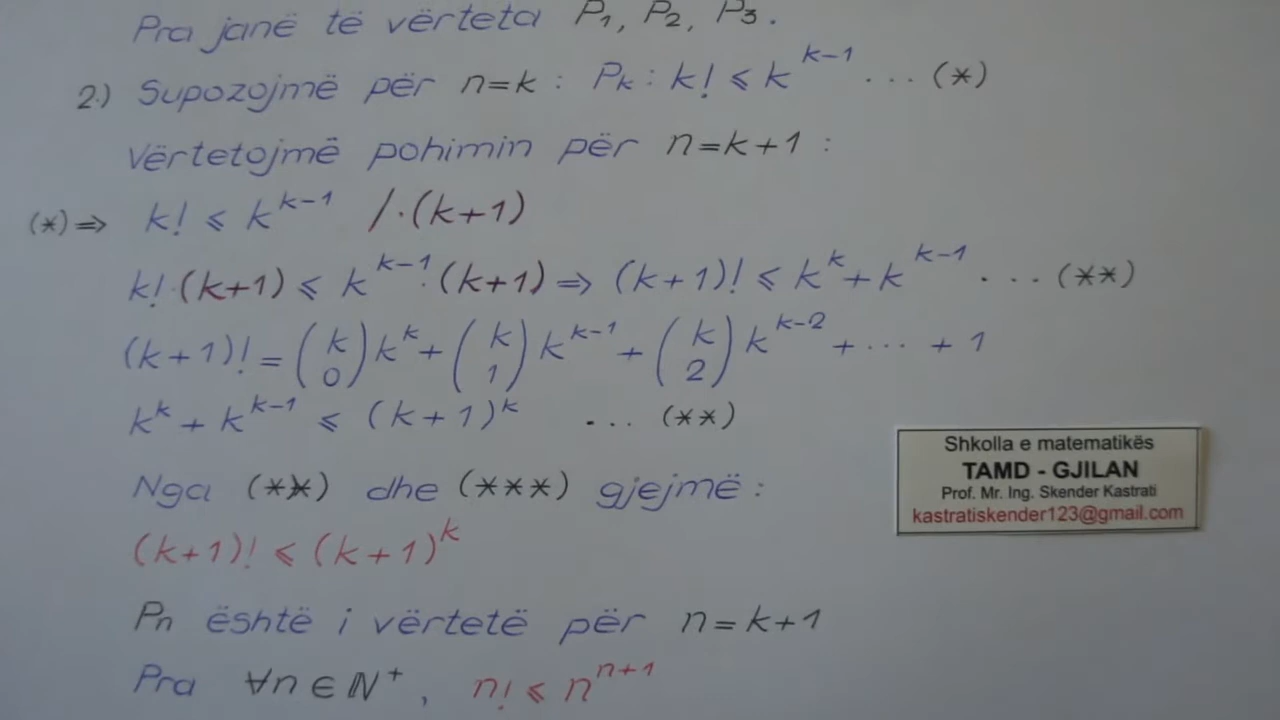 Pra janë të vërteta P₁, P₂, P₃.
2.) Supozojmë për n=k : Pₖ : k! ⩽ k^(k-1) ... (*)
Vërtetojmë pohimin për n=k+1 :
(*)⇒ k! ⩽ k^(k-1) /·(k+1)
k!·(k+1) ⩽ k^(k-1)·(k+1) ⇒ (k+1)! ⩽ k^k + k^(k-1) ... (**)
(k+1)! = (k 0) k^k + (k 1) k^(k-1) + (k 2) k^(k-2) + ... + 1
k^k + k^(k-1) ⩽ (k+1)^k ... (**)
Nga (**) dhe (***) gjejmë :
(k+1)! ⩽ (k+1)^k
Pn është i vërtetë për n=k+1
Pra ∀n∈ℕ⁺, n! ⩽ n^(n+1)
Shkolla e matematikës
TAMD - GJILAN
Prof. Mr. Ing. Skender Kastrati
kastratiskender123@gmail.com